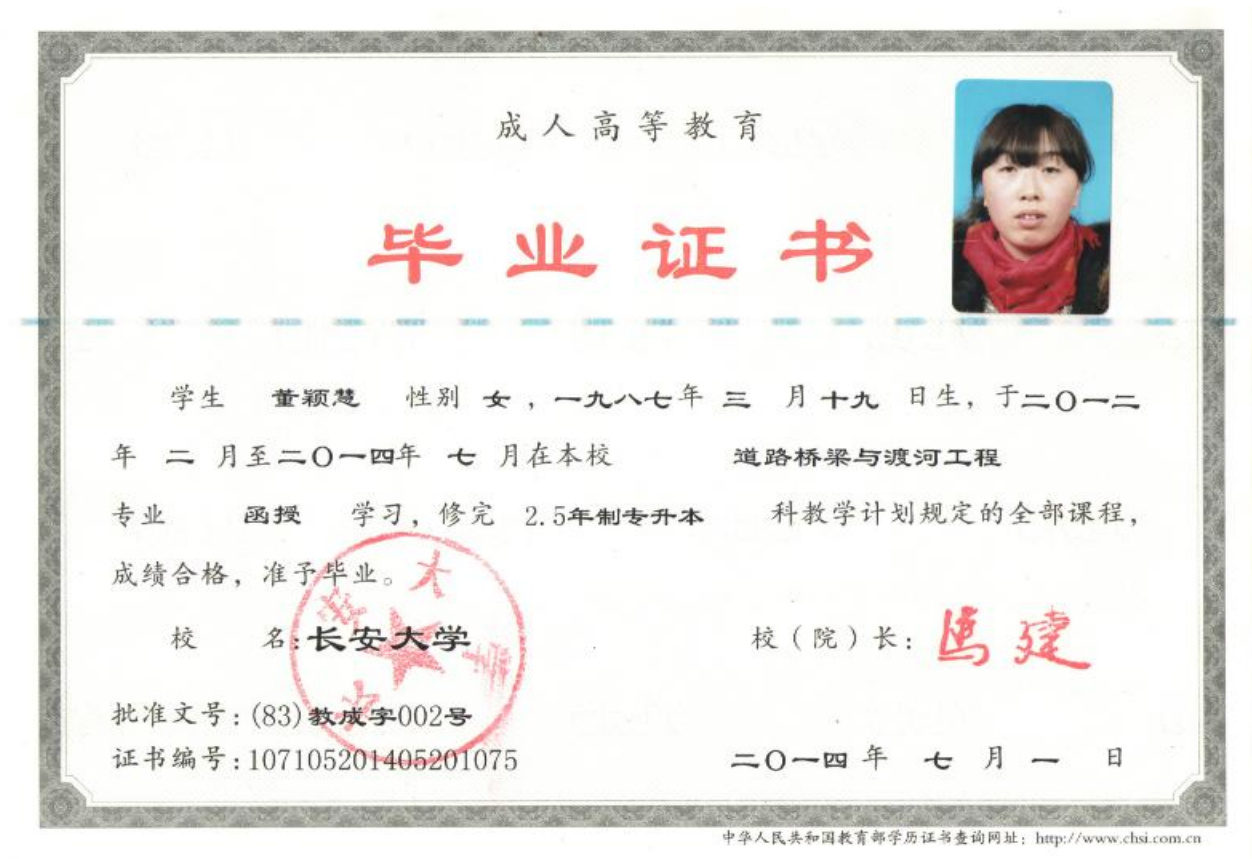 成人高等教育
毕业证书
学生 董颖慧 性别 女，一九八七年 三 月十九 日生，于二〇一二
年 二 月至二〇一四年 七 月在本校 道路桥梁与渡河工程
专业 函授 学习，修完 2.5年制专升本 科教学计划规定的全部课程，
成绩合格，准予毕业。
校 名：长安大学
校（院）长：马建
长安大学
批准文号：(83)教成字002号
证书编号：107105201405201075
二〇一四年 七 月 一 日
中华人民共和国教育部学历证书查询网址：http://www.chsi.com.cn